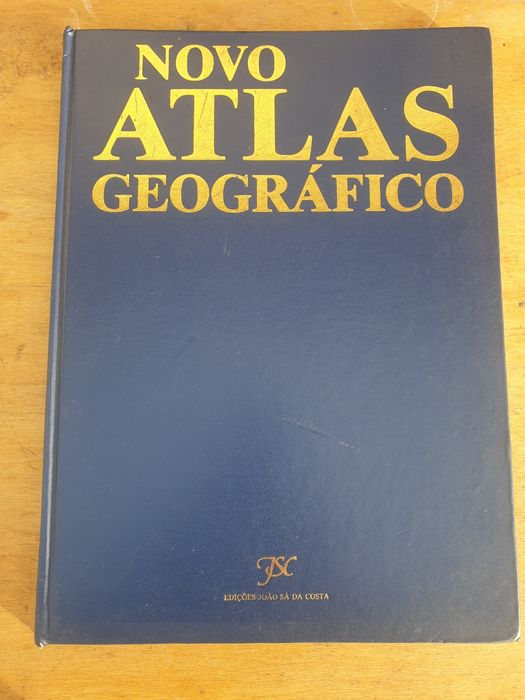 NOVO
ATLAS
GEOGRÁFICO
JSC
EDIÇÕES JOÃO SÁ DA COSTA